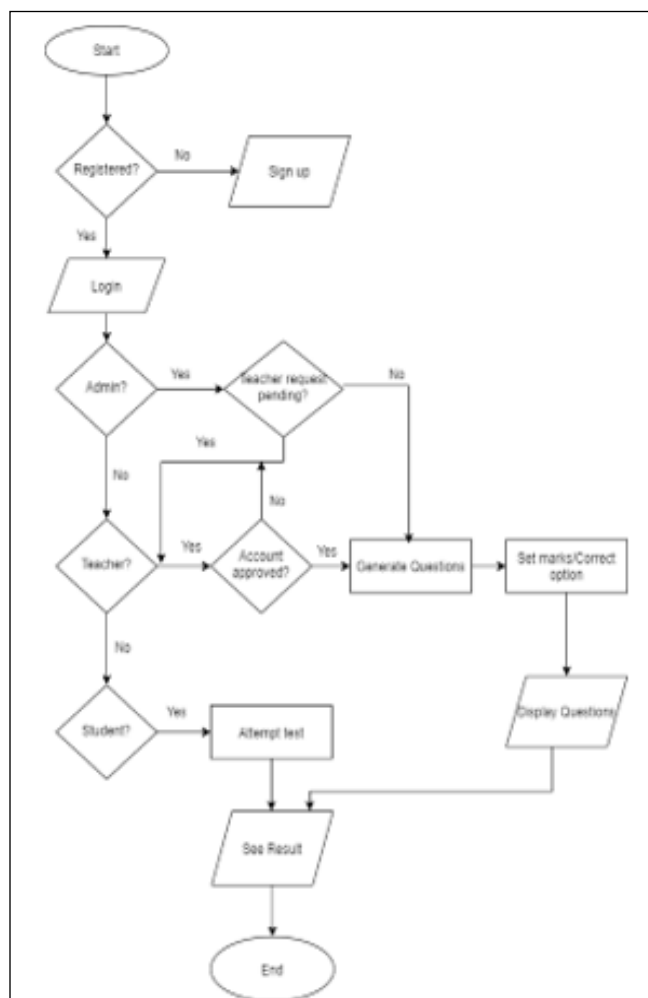 Start
Registered?
No
Sign up
Yes
Login
Admin?
Yes
Teacher request
pending?
No
Yes
No
No
Teacher?
Yes
Account
approved?
Yes
Generate Questions
Set marks/Correct
option
No
Display Questions
Student?
Yes
Attempt test
See Result
End